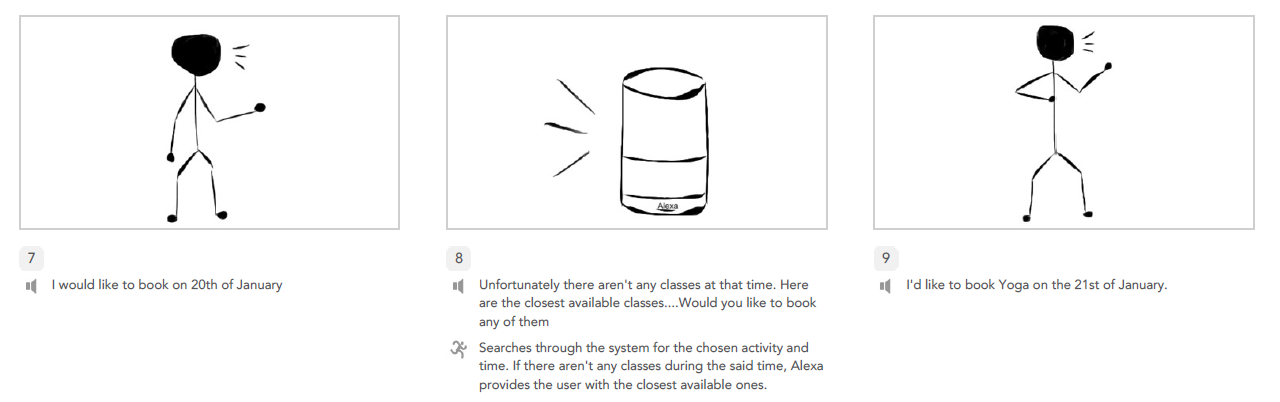 Alexa
7
I would like to book on 20th of January
8
Unfortunately there aren't any classes at that time. Here
are the closest available classes....Would you like to book
any of them
Searches through the system for the chosen activity and
time. If there aren't any classes during the said time, Alexa
provides the user with the closest available ones.
9
I'd like to book Yoga on the 21st of January.